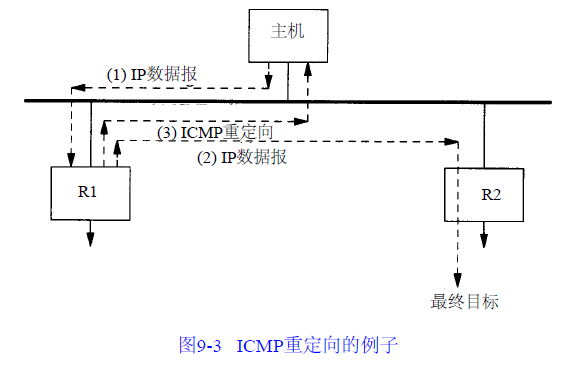 主机
(1) IP数据报
(3) ICMP重定向
(2) IP数据报
R1
R2
最终目标
图9-3 ICMP重定向的例子